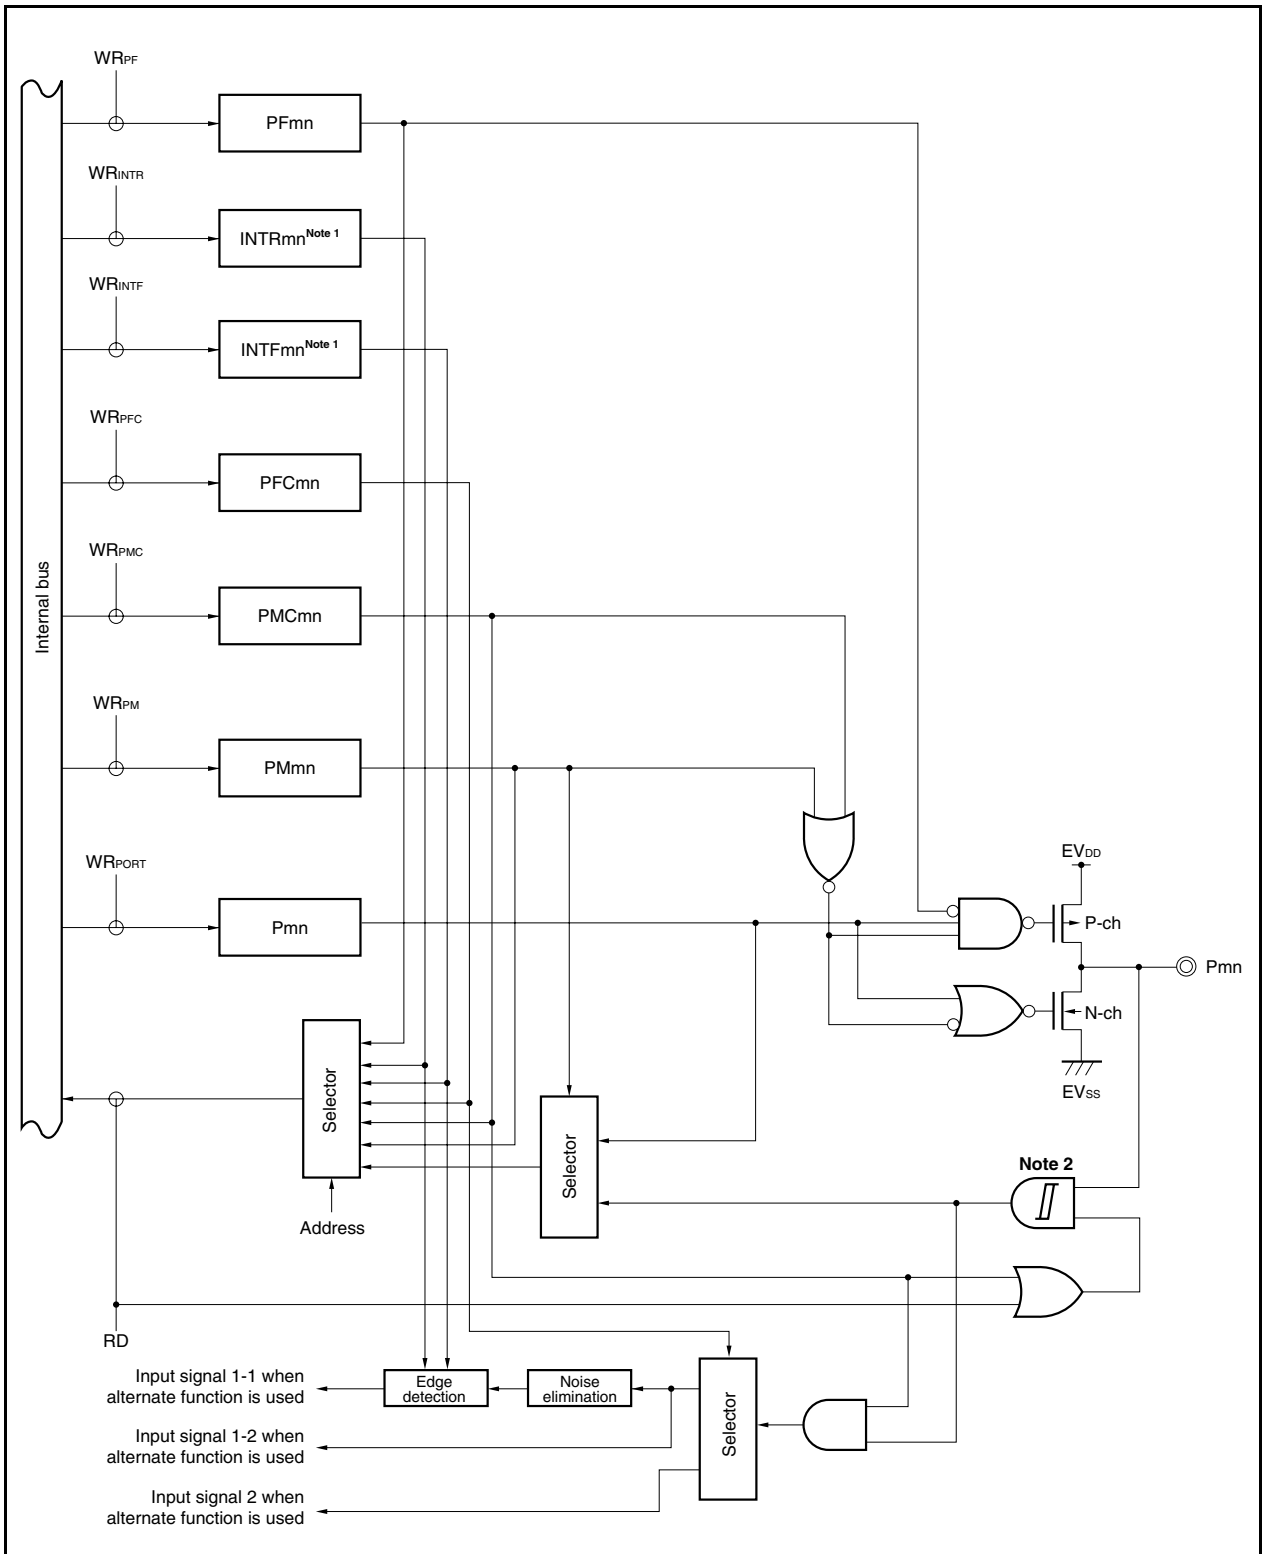 WRPF
PFmn
WRINTR
INTRmnNote 1
WRINTF
INTFmnNote 1
WRPFC
PFCmn
WRPMC
PMCmn
Internal bus
WRPM
PMmn
WRPORT
Pmn
EVDD
P-ch
Pmn
N-ch
EVSS
Selector
Selector
Address
Note 2
RD
Input signal 1-1 when
alternate function is used
Edge
detection
Noise
elimination
Selector
Input signal 1-2 when
alternate function is used
Input signal 2 when
alternate function is used